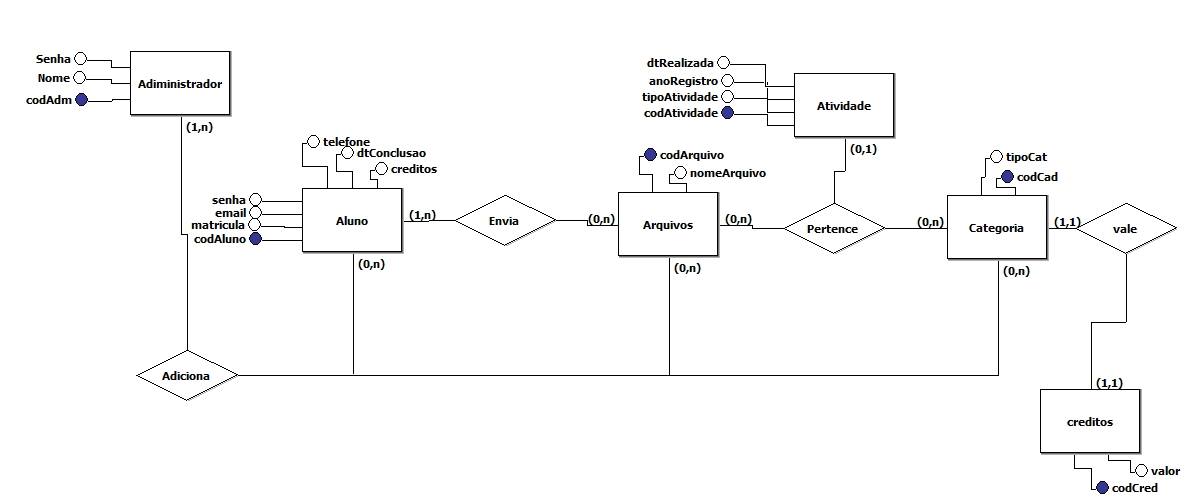 Senha
Nome
codAdm
Adiministrador
(1,n)
dtRealizada
anoRegistro
tipoAtividade
codAtividade
Atividade
(0,1)
telefone
dtConclusao
creditos
senha
email
matricula
codAluno
Aluno
(1,n)
(0,n)
Envia
(0,n)
codArquivo
nomeArquivo
Arquivos
(0,n)
(0,n)
Pertence
(0,n)
tipoCat
codCad
Categoria
(1,1)
(0,n)
vale
Adiciona
(1,1)
creditos
valor
codCred